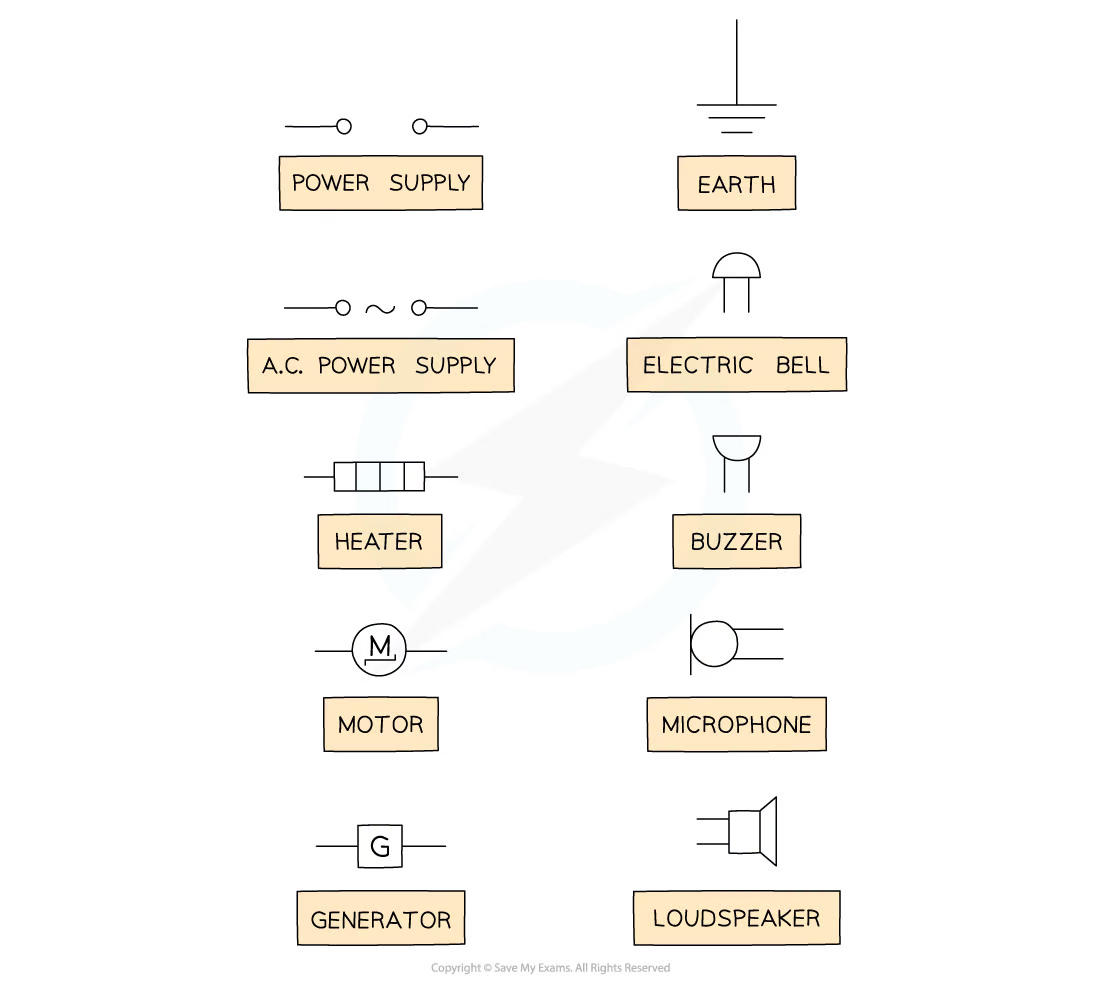 POWER SUPPLY
EARTH
A.C. POWER SUPPLY
ELECTRIC BELL
HEATER
BUZZER
M
MOTOR
MICROPHONE
G
GENERATOR
LOUDSPEAKER
Copyright © Save My Exams. All Rights Reserved